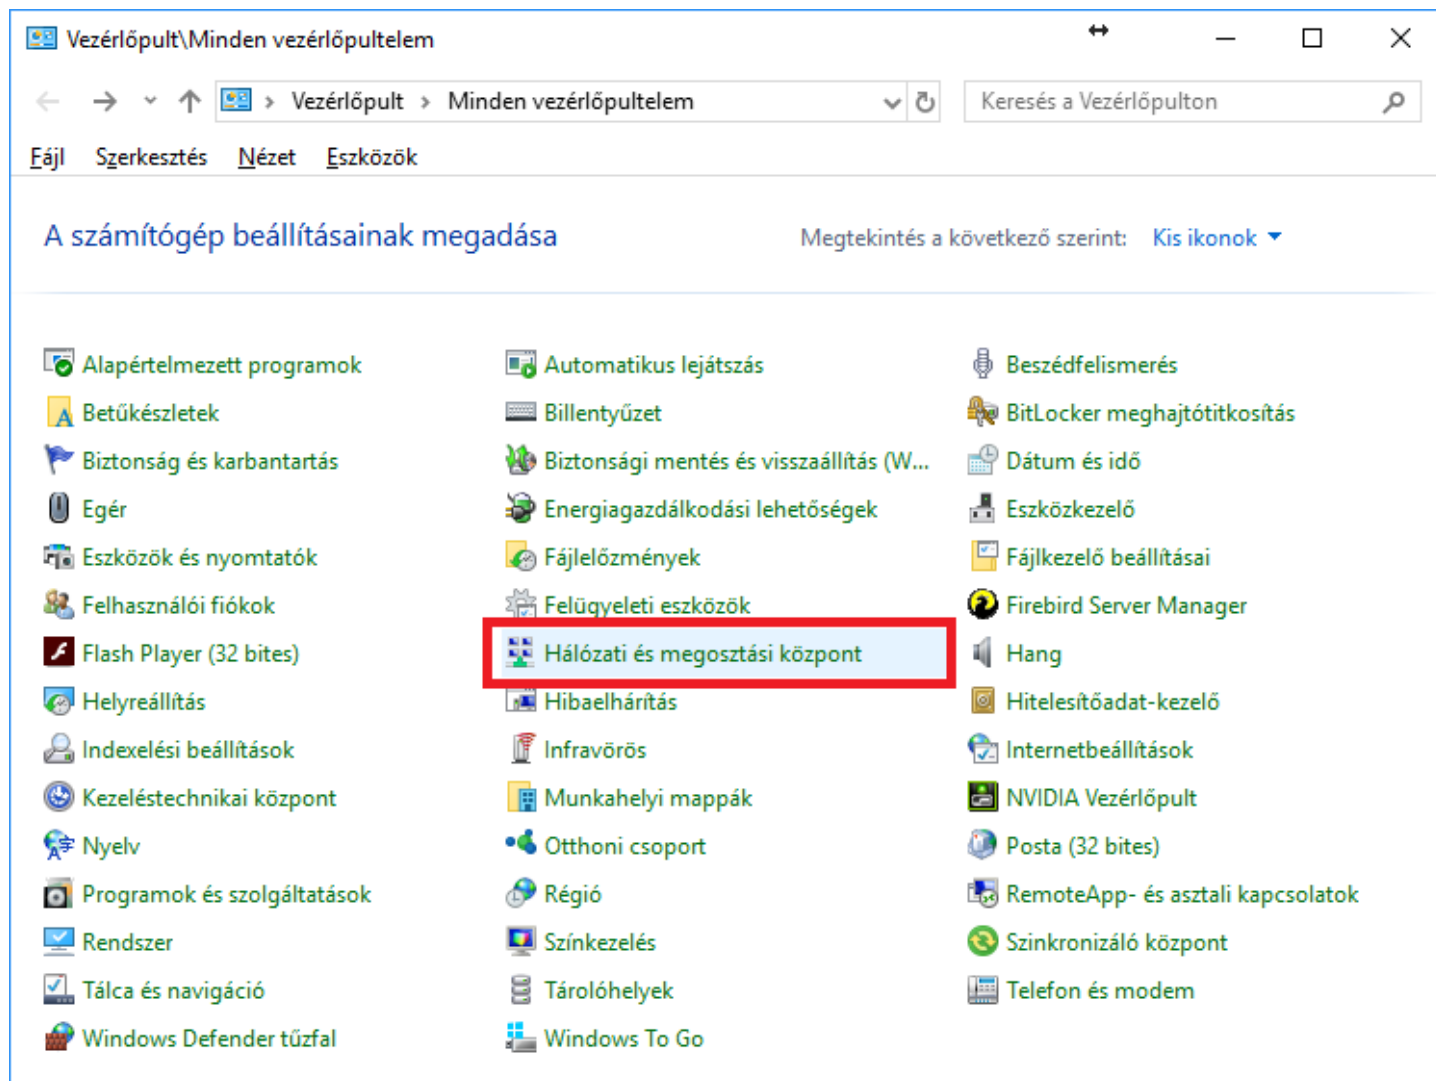 Vezérlőpult\Minden vezérlőpultelem
Vezérlőpult > Minden vezérlőpultelem
Keresés a Vezérlőpulton
Fájl Szerkesztés Nézet Eszközök
A számítógép beállításainak megadása
Megtekintés a következő szerint: Kis ikonok
Alapértelmezett programok Automatikus lejátszás Beszédfelismerés
Betűkészletek Billentyűzet BitLocker meghajtótitkosítás
Biztonság és karbantartás Biztonsági mentés és visszaállítás (W... Dátum és idő
Egér Energiagazdálkodási lehetőségek Eszközkezelő
Eszközök és nyomtatók Fájlelőzmények Fájlkezelő beállításai
Felhasználói fiókok Felügyeleti eszközök Firebird Server Manager
Flash Player (32 bites) Hálózati és megosztási központ Hang
Helyreállítás Hibaelhárítás Hitelesítőadat-kezelő
Indexelési beállítások Infravörös Internetbeállítások
Kezeléstechnikai központ Munkahelyi mappák NVIDIA Vezérlőpult
Nyelv Otthoni csoport Posta (32 bites)
Programok és szolgáltatások Régió RemoteApp- és asztali kapcsolatok
Rendszer Színkezelés Szinkronizáló központ
Tálca és navigáció Tárolóhelyek Telefon és modem
Windows Defender tűzfal Windows To Go